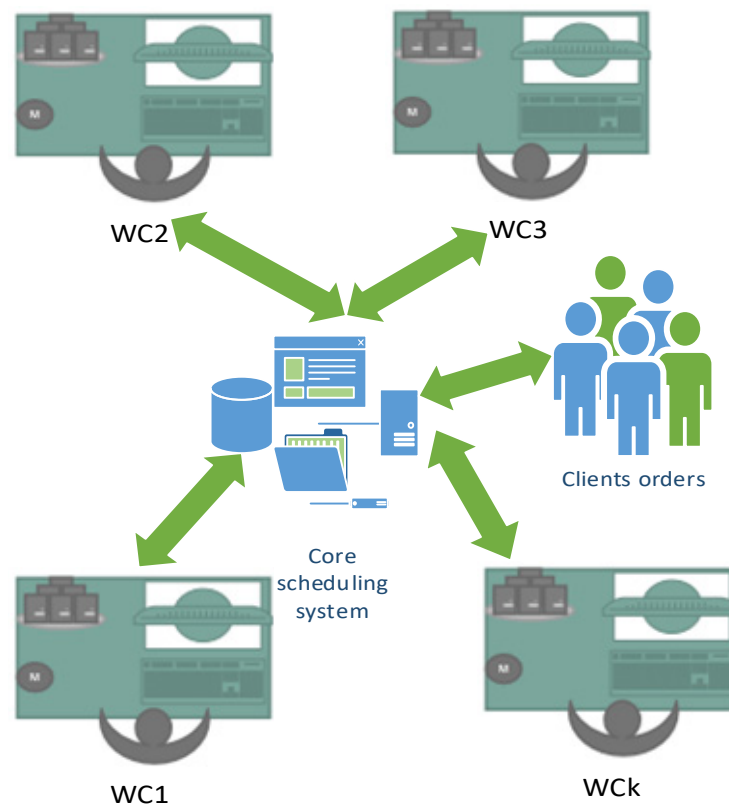 M
M
WC2
WC3
Clients orders
Core
scheduling
system
M
M
WC1
WCk